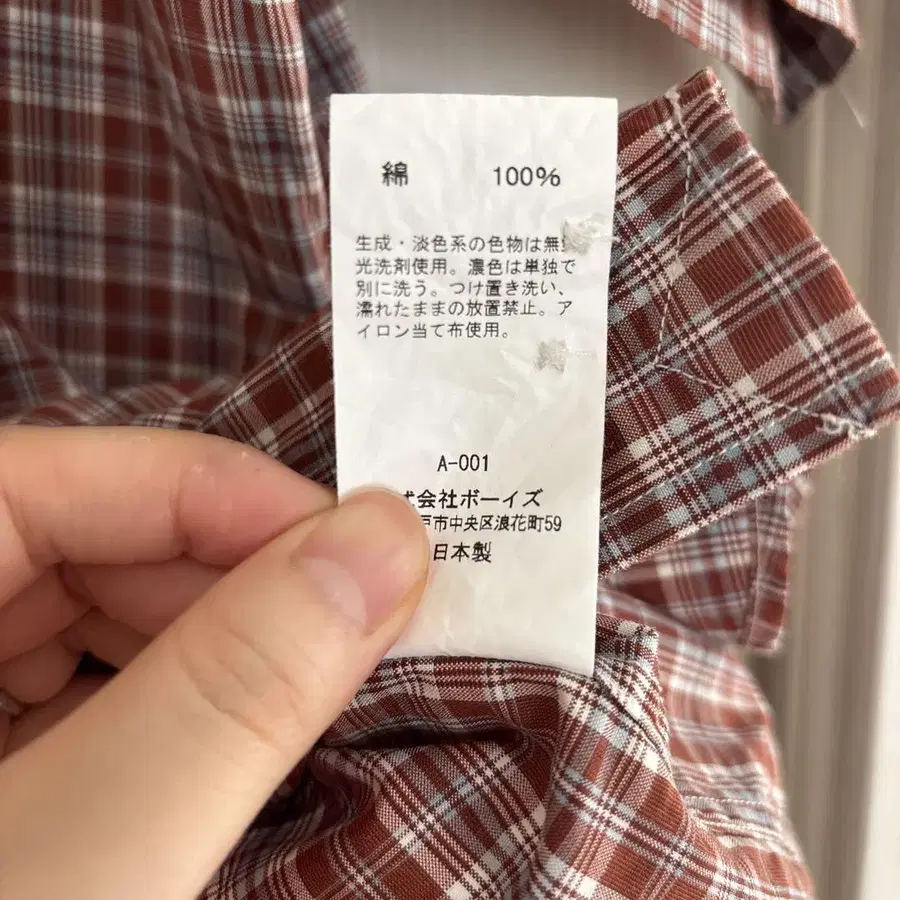 綿 100%
生成・淡色系の色物は無
光洗剤使用。濃色は単独で
別に洗う。つけ置き洗い、
濡れたままの放置禁止。ア
イロン当て布使用。
A-001
式会社ボーイズ
戸市中央区浪花町59
日本製